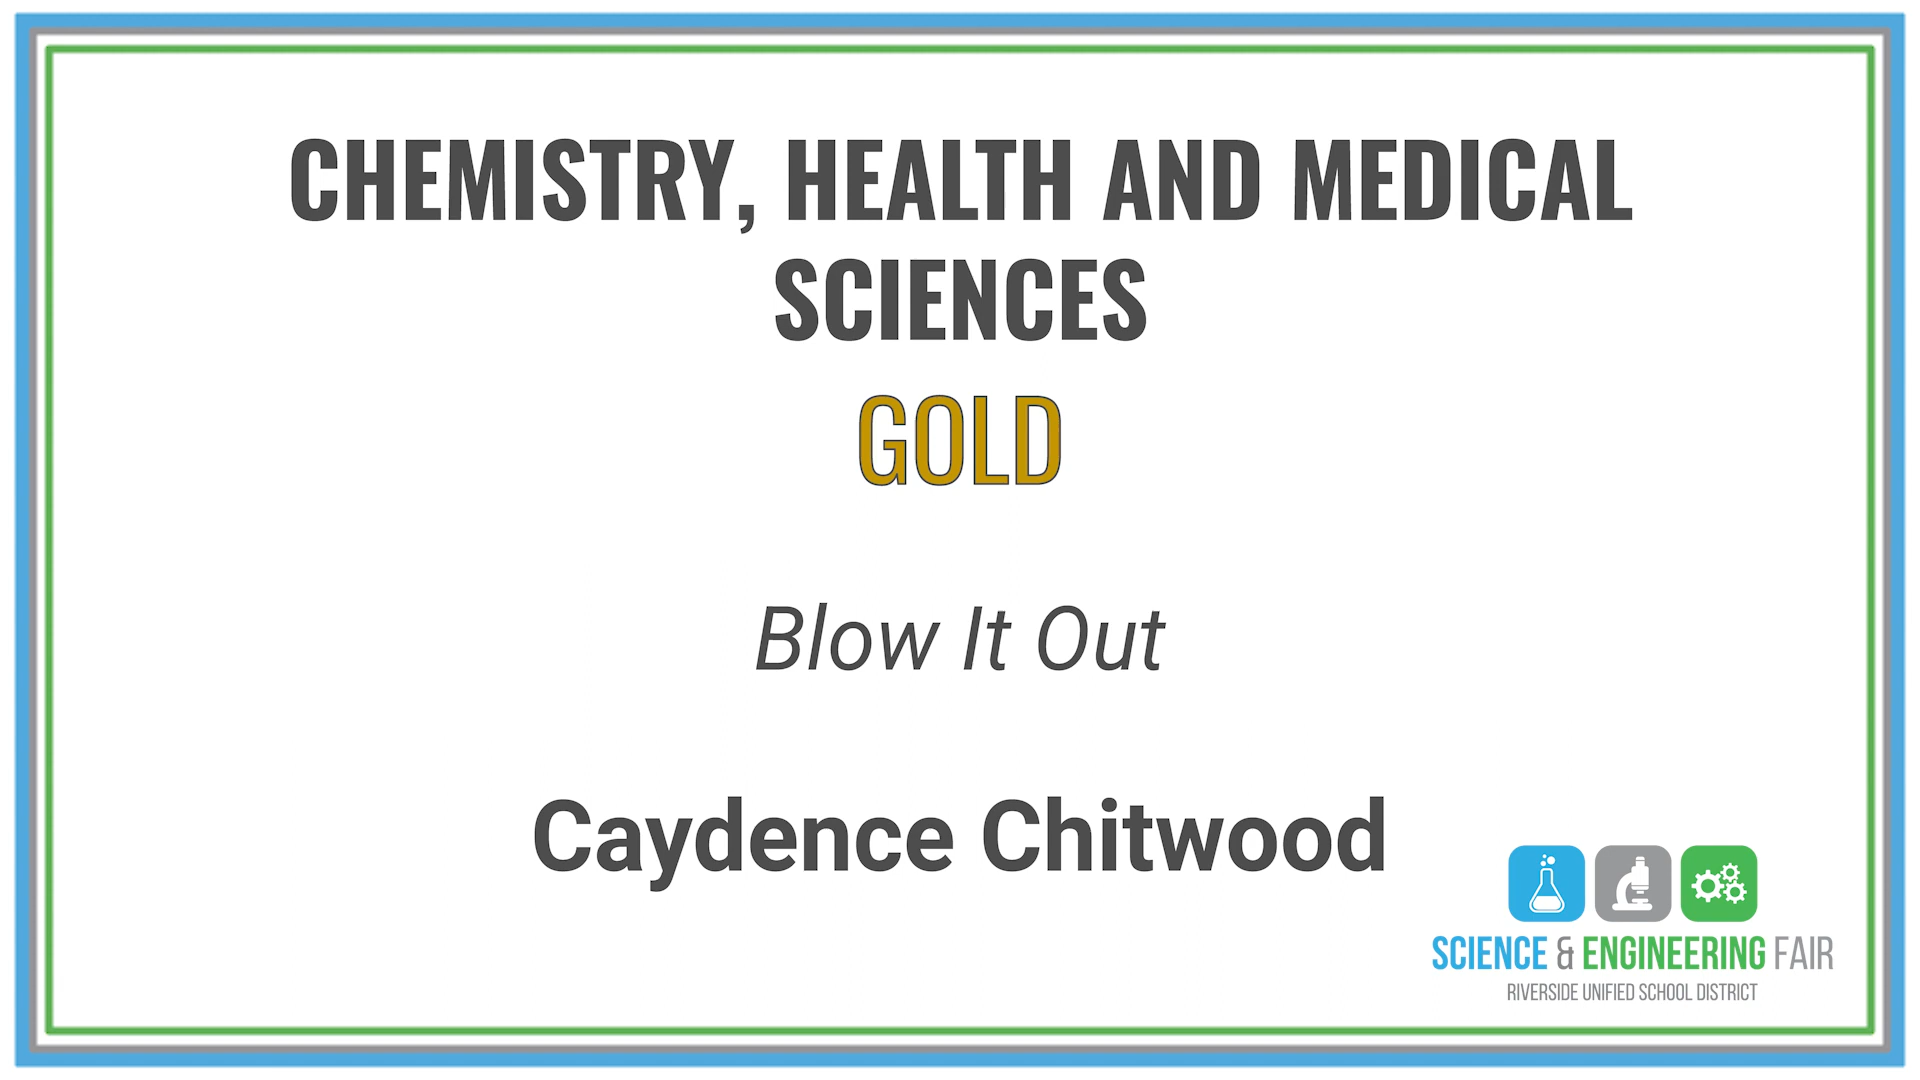 CHEMISTRY, HEALTH AND MEDICAL
SCIENCES
GOLD
Blow It Out
Caydence Chitwood
SCIENCE & ENGINEERING FAIR
RIVERSIDE UNIFIED SCHOOL DISTRICT